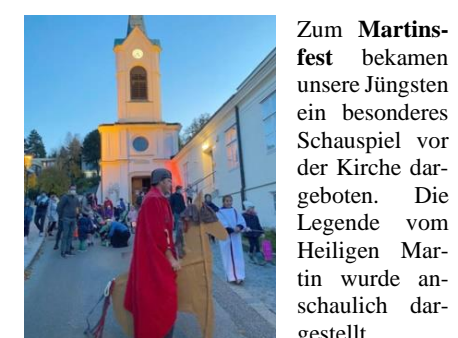 Zum Martins-
fest bekamen
unsere Jüngsten
ein besonderes
Schauspiel vor
der Kirche dar-
geboten. Die
Legende vom
Heiligen Mar-
tin wurde an-
schaulich dar-
gestellt